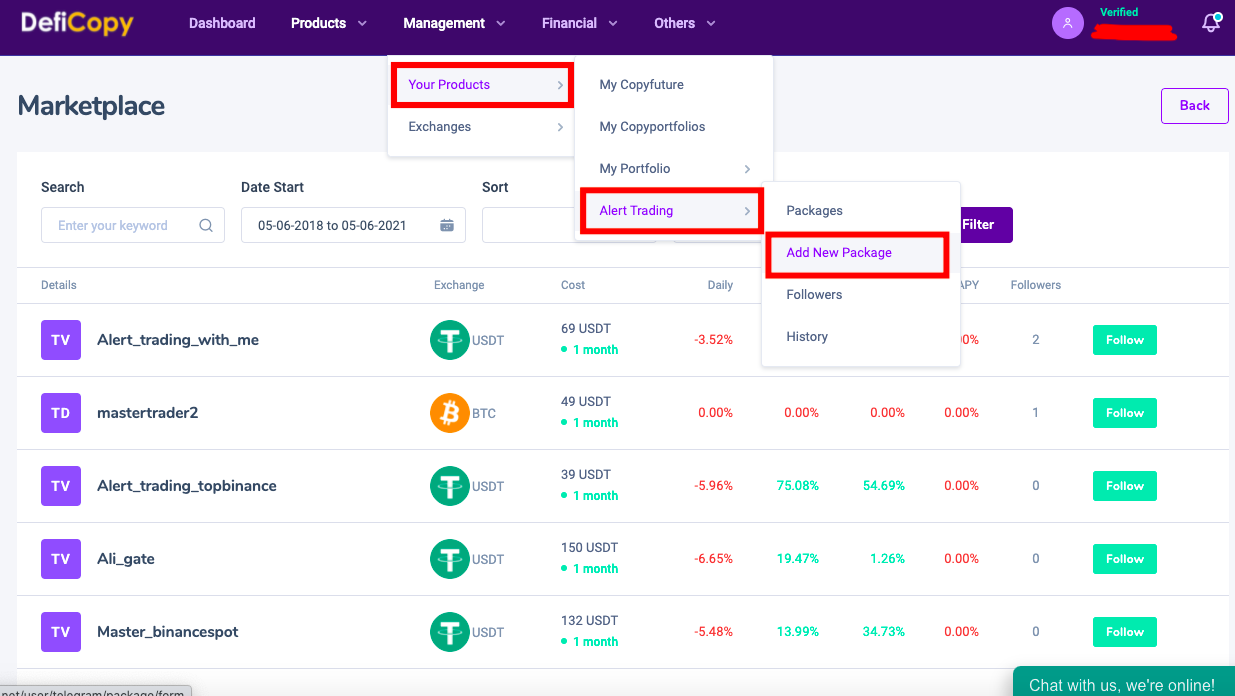 DefiCopy
Dashboard Products Management Financial Others
Verified
Your Products
Exchanges
My Copyfuture
My Copyportfolios
My Portfolio
Alert Trading
Packages
Add New Package
Followers
History
Marketplace
Back
Search Date Start Sort
Enter your keyword 05-06-2018 to 05-06-2021 Filter
Details Exchange Cost Daily APY Followers
TV Alert_trading_with_me USDT 69 USDT -3.52% 2 Follow
1 month
TD mastertrader2 BTC 49 USDT 0.00% 0.00% 0.00% 0.00% 1 Follow
1 month
TV Alert_trading_topbinance USDT 39 USDT -5.96% 75.08% 54.69% 0.00% 0 Follow
1 month
TV Ali_gate USDT 150 USDT -6.65% 19.47% 1.26% 0.00% 0 Follow
1 month
TV Master_binancespot USDT 132 USDT -5.48% 13.99% 34.73% 0.00% 0 Follow
1 month
Chat with us, we're online!
net/user/telegram/package/form